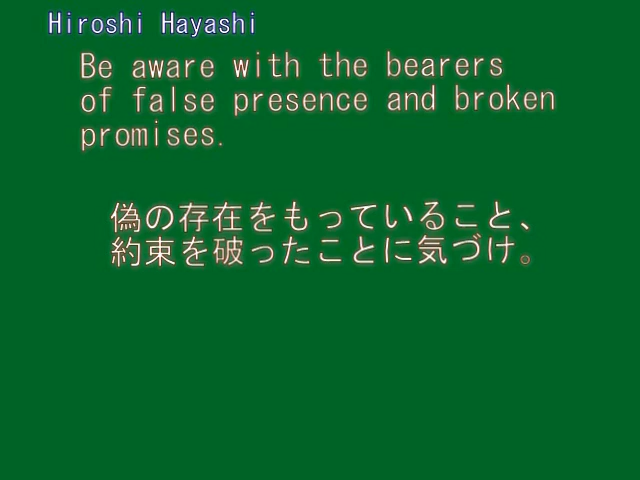 Hiroshi Hayashi
Be aware with the bearers
of false presence and broken
promises.
偽の存在をもっていること、
約束を破ったことに気づけ。